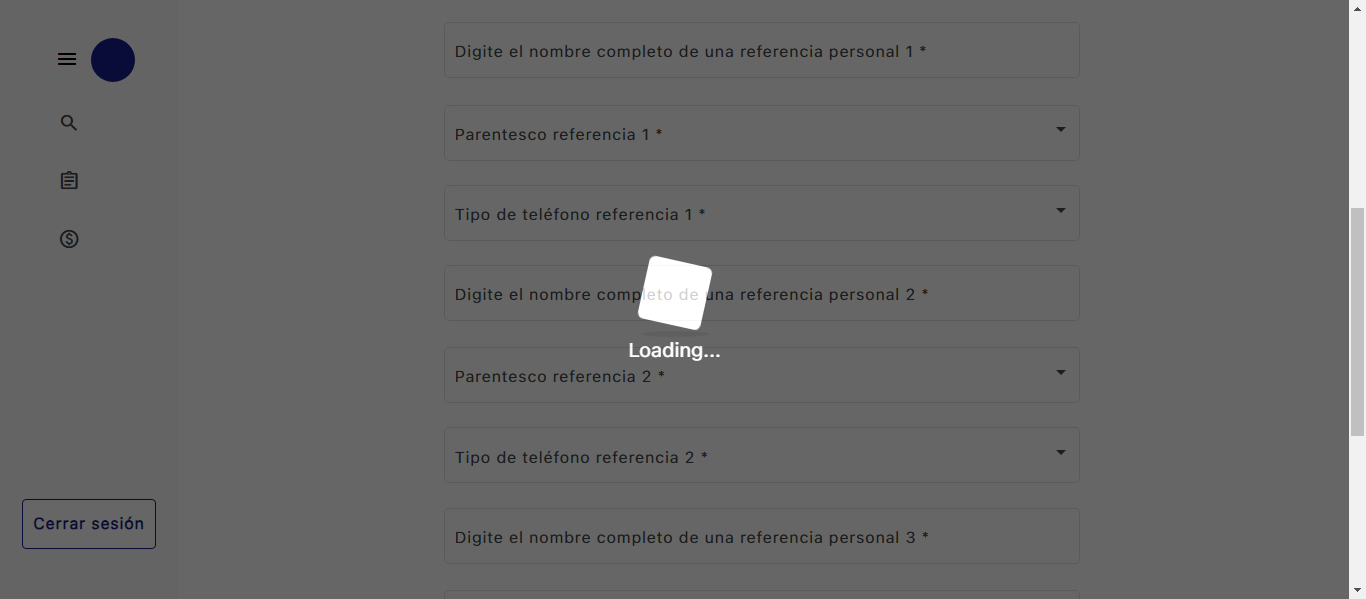 Digite el nombre completo de una referencia personal 1 *
Parentesco referencia 1 *
Tipo de teléfono referencia 1 *
Digite el nombre completo de una referencia personal 2 *
Loading...
Parentesco referencia 2 *
Tipo de teléfono referencia 2 *
Cerrar sesión
Digite el nombre completo de una referencia personal 3 *